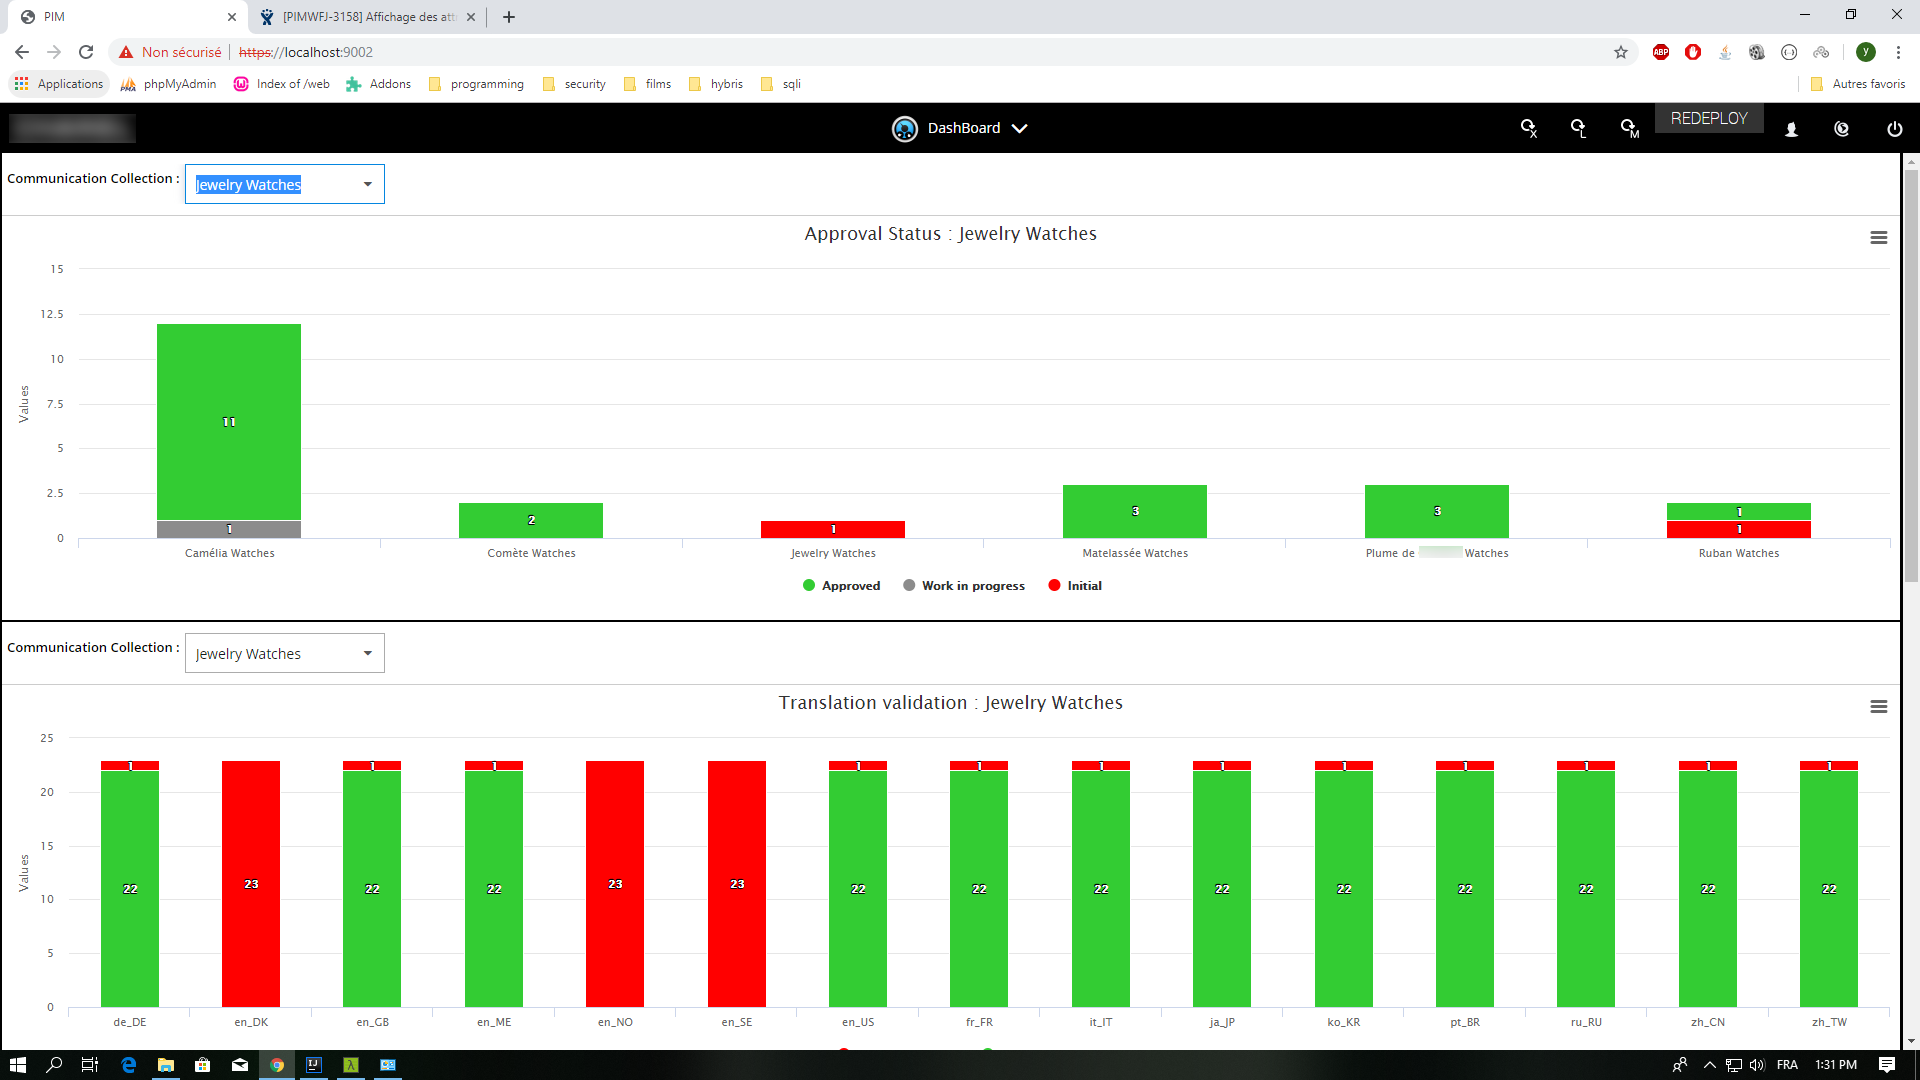 PIM
[PIMWFJ-3158] Affichage des att
Non sécurisé
https://localhost:9002
ABP
y
Applications
phpMyAdmin
Index of /web
Addons
programming
security
films
hybris
sqli
Autres favoris
DashBoard
X
L
M
REDEPLOY
Communication Collection :
Jewelry Watches
Approval Status : Jewelry Watches
Values
15
12.5
10
7.5
5
2.5
0
11
1
2
1
3
3
1
1
Camélia Watches
Comète Watches
Jewelry Watches
Matelassée Watches
Plume de Watches
Ruban Watches
Approved
Work in progress
Initial
Communication Collection :
Jewelry Watches
Translation validation : Jewelry Watches
Values
25
20
15
10
5
0
1 1 1 1 1 1 1 1 1 1 1 1
22 23 22 22 23 23 22 22 22 22 22 22 22 22 22
de_DE en_DK en_GB en_ME en_NO en_SE en_US fr_FR it_IT ja_JP ko_KR pt_BR ru_RU zh_CN zh_TW
FRA
1:31 PM